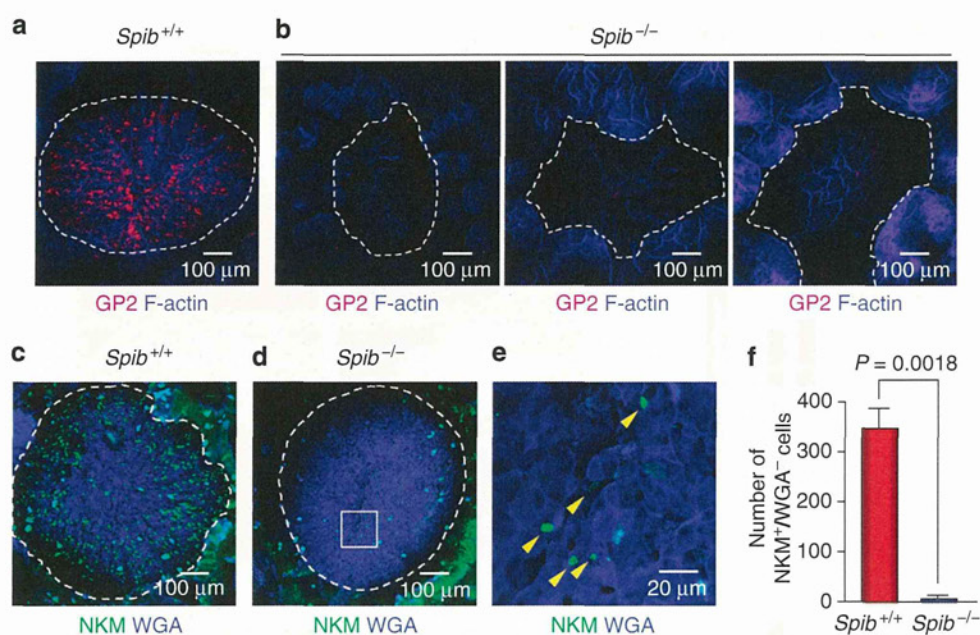 a
Spib+/+
b
Spib−/−
100 μm
100 μm
100 μm
100 μm
GP2 F-actin
GP2 F-actin
GP2 F-actin
GP2 F-actin
c
Spib+/+
d
Spib−/−
e
f
100 μm
100 μm
20 μm
NKM WGA
NKM WGA
NKM WGA
P = 0.0018
Number of
NKM+/WGA− cells
400
300
200
100
0
Spib+/+ Spib−/−